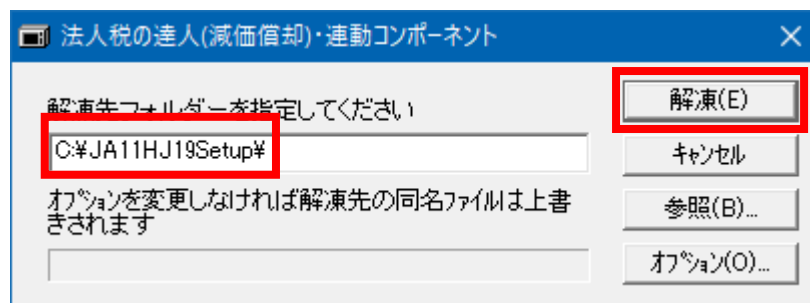 法人税の達人(減価償却)・連動コンポーネント
解凍先フォルダーを指定してください
解凍(E)
C:¥JA11HJ19Setup¥
キャンセル
オプションを変更しなければ解凍先の同名ファイルは上書
きされます
参照(B)...
オプション(O)...